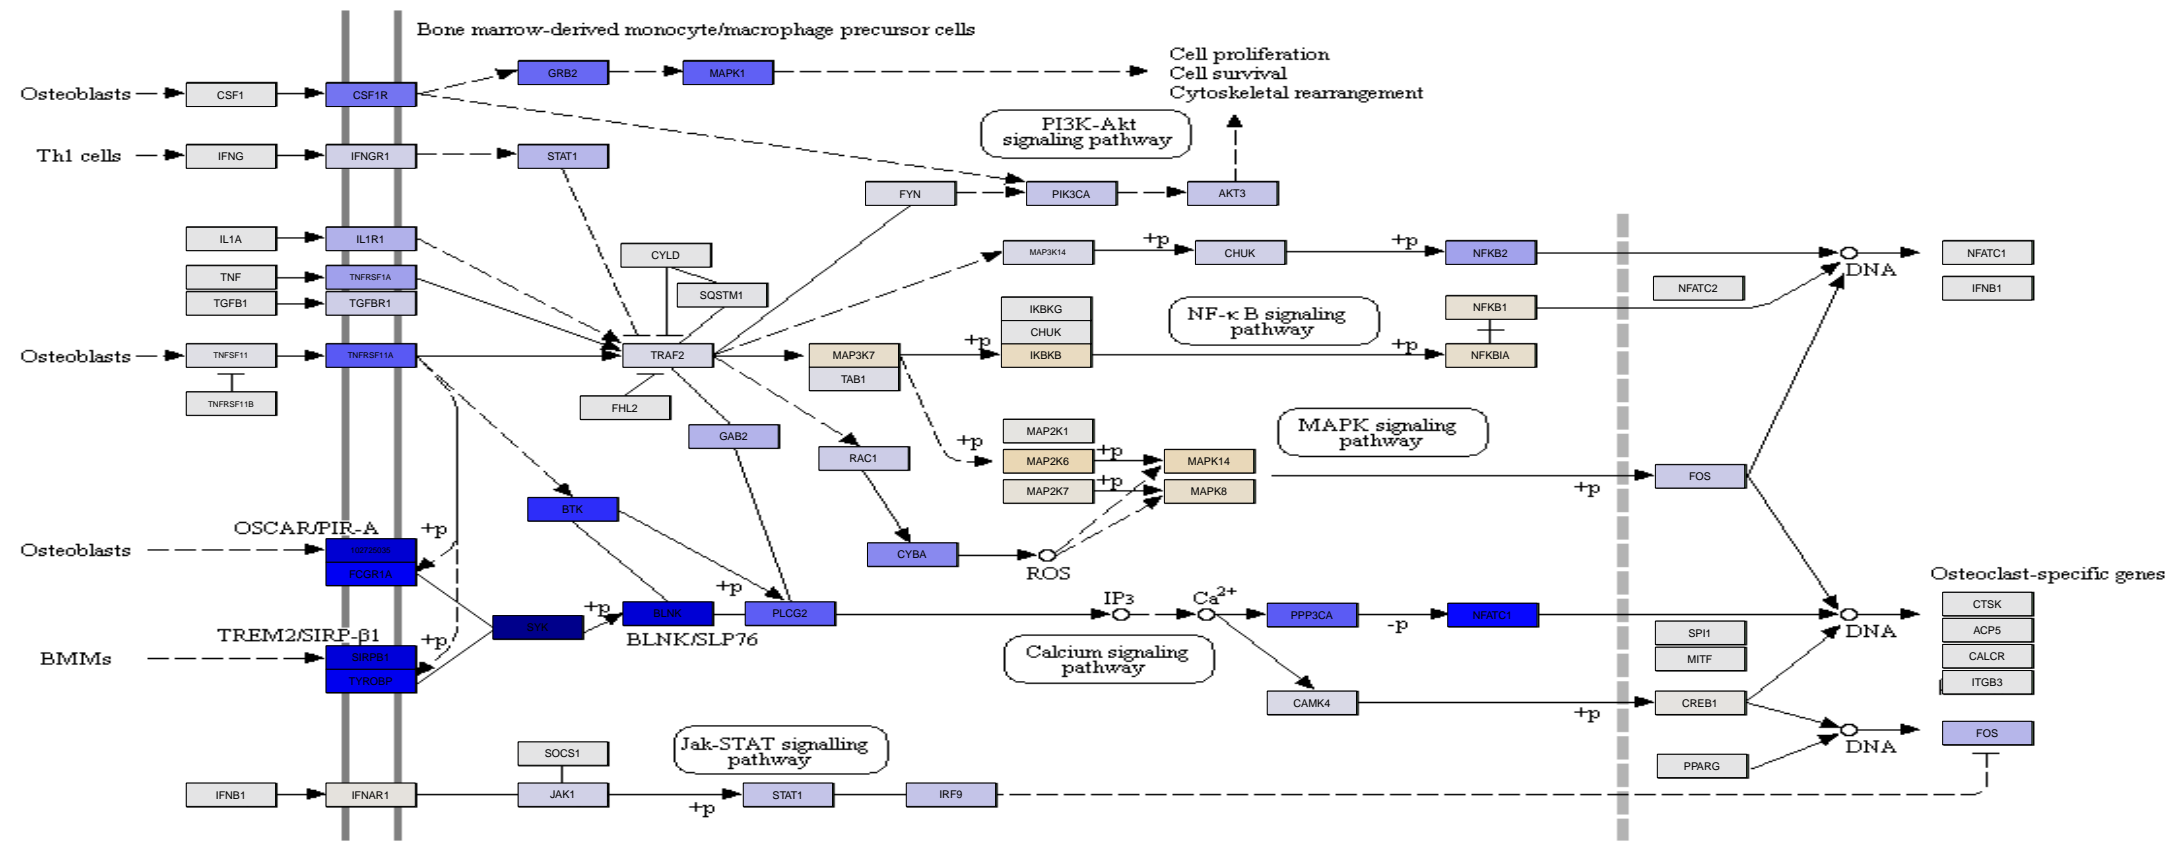 Bone marrow-derived monocyte/macrophage precursor cells
Cell proliferation
Cell survival
Cytoskeletal rearrangement
GRB2
MAPK1
Osteoblasts
CSF1
CSF1R
PI3K-Akt
signaling pathway
Th1 cells
IFNG
IFNGR1
STAT1
FYN
PIK3CA
AKT3
IL1A
IL1R1
CYLD
MAP3K14
+p
CHUK
+p
NFKB2
DNA
NFATC1
TNF
TNFRSF1A
SQSTM1
NFATC2
IFNB1
TGFB1
TGFBR1
IKBKG
CHUK
IKBKB
NF-κ B signaling
pathway
NFKB1
Osteoblasts
TNFSF11
TNFRSF11A
TRAF2
MAP3K7
TAB1
+p
+p
NFKBIA
TNFRSF11B
FHL2
GAB2
RAC1
+p
MAP2K1
MAP2K6
MAP2K7
+p
+p
MAPK14
MAPK8
MAPK signaling
pathway
+p
FOS
BTK
OSCAR/PIR-A
+p
Osteoblasts
FCGR1A
CYBA
ROS
Osteoclast-specific genes
+p
+p
BLNK
PLCG2
IP3
Ca2+
PPP3CA
-p
NFATC1
DNA
CTSK
ACP5
CALCR
ITGB3
SYK
BLNK/SLP76
TREM2/SIRP-β1
+p
BMMs
SIRPB1
TYROBP
Calcium signaling
pathway
SPI1
MITF
CAMK4
+p
CREB1
DNA
FOS
PPARG
SOCS1
Jak-STAT signalling
pathway
IFNB1
IFNAR1
JAK1
+p
STAT1
IRF9